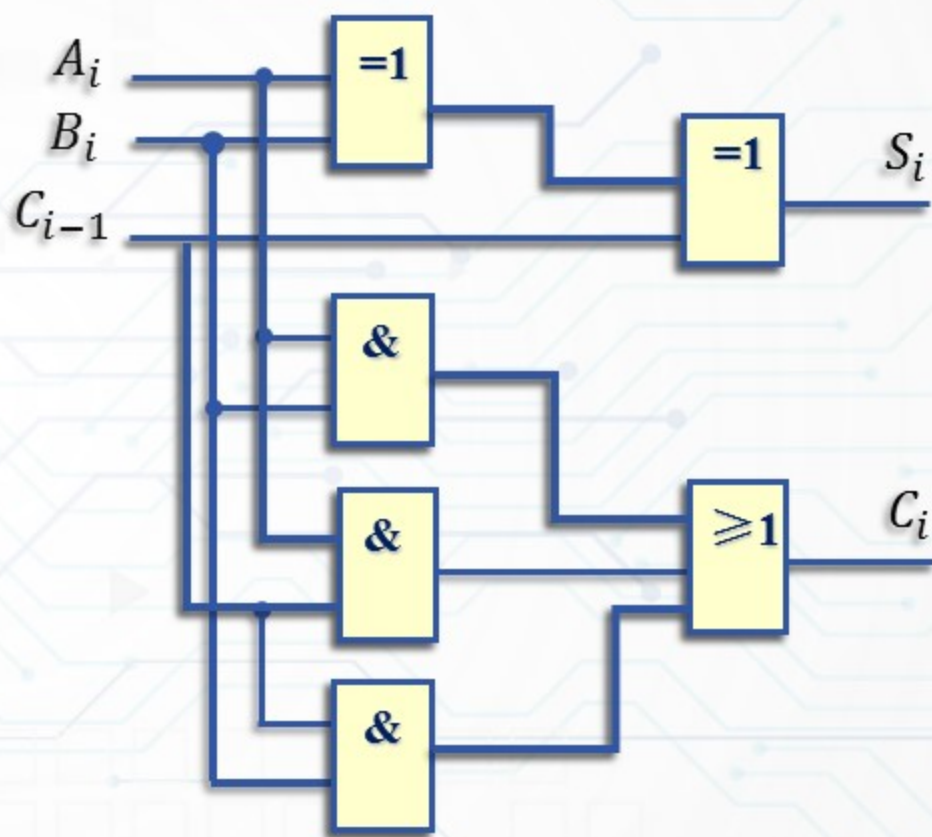 A_i
=1
B_i
=1
S_i
C_{i-1}
&
&
≥1
C_i
&